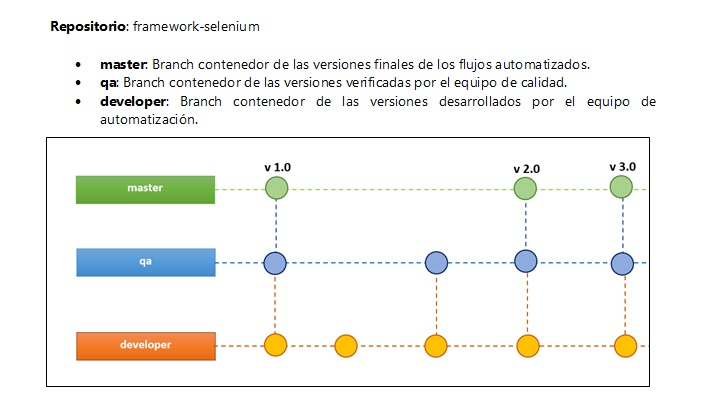 Repositorio: framework-selenium
• master: Branch contenedor de las versiones finales de los flujos automatizados.
• qa: Branch contenedor de las versiones verificadas por el equipo de calidad.
• developer: Branch contenedor de las versiones desarrollados por el equipo de
automatización.
v 1.0
v 2.0
v 3.0
master
qa
developer